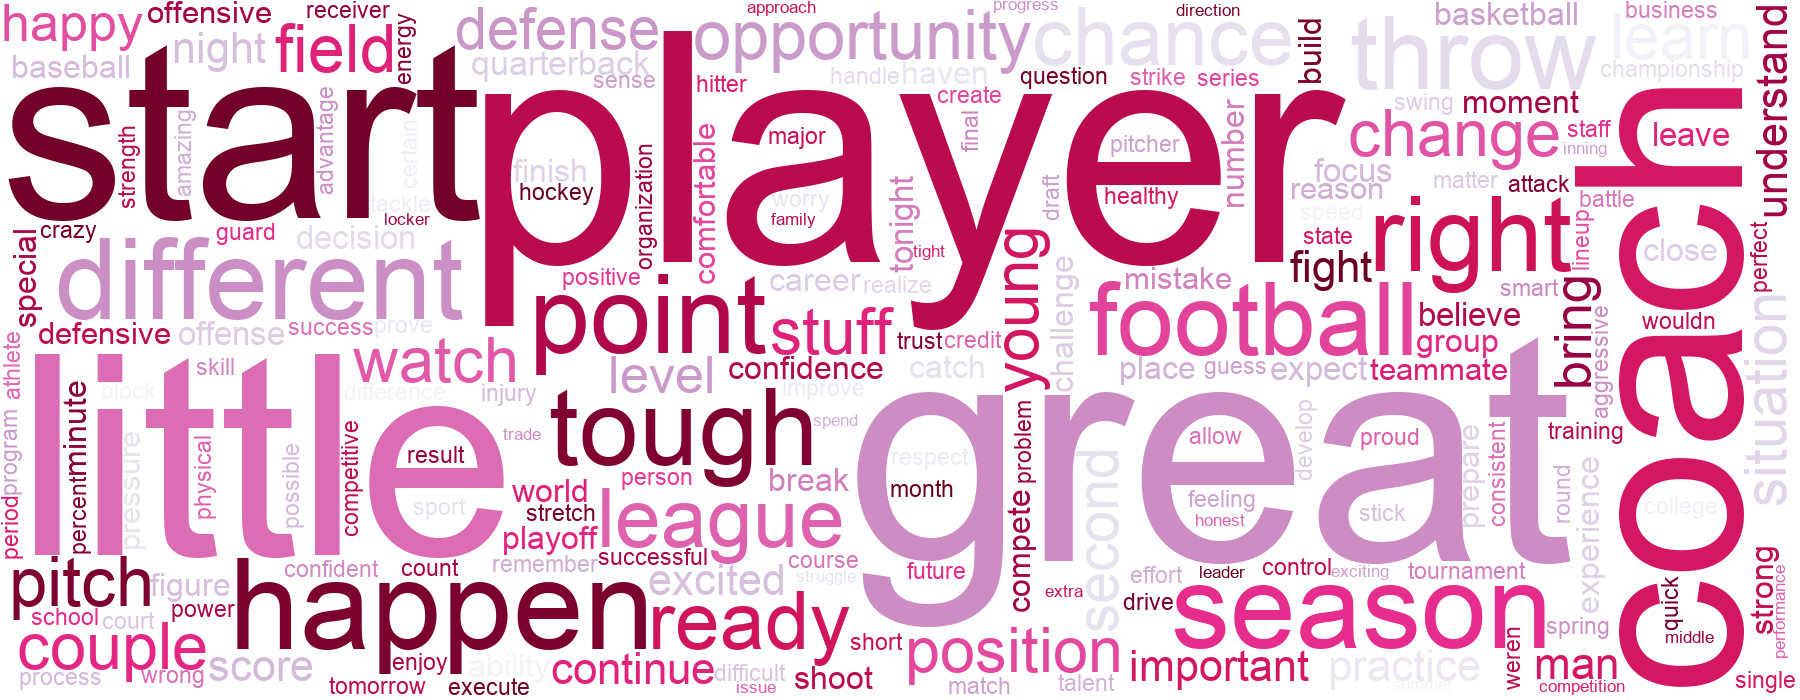 happy
offensive
receiver
energy
defense
opportunity
approach
progress
chance
direction
build
throw
basketball
business
learn
understand
baseball
night
field
quarterback
sense
hitter
handle
haven
question
strike
series
championship
start
player
create
final
number
swing
moment
change
staff
inning
leave
coach
strength
amazing
advantage
certain
tackle
locker
finish
hockey
organization
comfortable
major
worry
family
tonight
tight
pitcher
healthy
draft
focus
reason
matter
attack
battle
crazy
guard
decision
special
different
positive
career
realize
young
challenge
mistake
state
fight
right
smart
lineup
close
perfect
bring
defensive
offense
success
prove
point
stuff
trust
credit
football
believe
group
wouldn
situation
athlete
little
skill
watch
block
difference
injury
level
confidence
catch
improve
place
guess
expect
teammate
aggressive
great
period
program
percent
minute
pressure
physical
possible
competitive
result
sport
trade
tough
spend
person
break
respect
month
problem
compete
second
allow
feeling
honest
develop
proud
stick
prepare
consistent
training
round
experience
college
world
stretch
playoff
league
successful
remember
course
struggle
future
extra
effort
leader
control
exciting
tournament
drive
pitch
figure
confident
count
power
happen
excited
ready
short
season
spring
strong
quick
middle
performance
school
court
couple
process
wrong
score
enjoy
tomorrow
execute
ability
continue
difficult
issue
shoot
position
match
talent
important
practice
summer
weren
man
competition
single